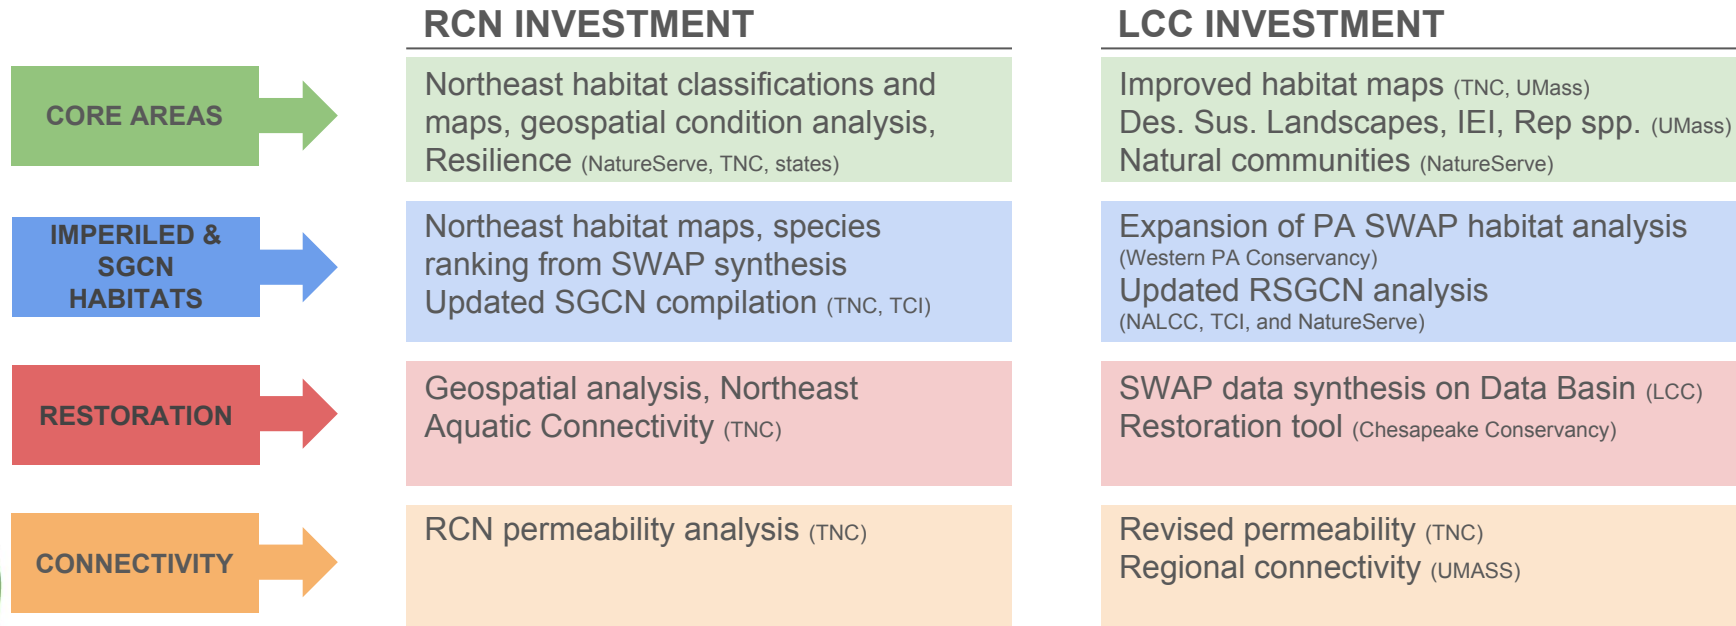 RCN INVESTMENT
LCC INVESTMENT
CORE AREAS
Northeast habitat classifications and
maps, geospatial condition analysis,
Resilience (NatureServe, TNC, states)
Improved habitat maps (TNC, UMass)
Des. Sus. Landscapes, IEI, Rep spp. (UMass)
Natural communities (NatureServe)
IMPERILED &
SGCN
HABITATS
Northeast habitat maps, species
ranking from SWAP synthesis
Updated SGCN compilation (TNC, TCI)
Expansion of PA SWAP habitat analysis
(Western PA Conservancy)
Updated RSGCN analysis
(NALCC, TCI, and NatureServe)
RESTORATION
Geospatial analysis, Northeast
Aquatic Connectivity (TNC)
SWAP data synthesis on Data Basin (LCC)
Restoration tool (Chesapeake Conservancy)
CONNECTIVITY
RCN permeability analysis (TNC)
Revised permeability (TNC)
Regional connectivity (UMASS)